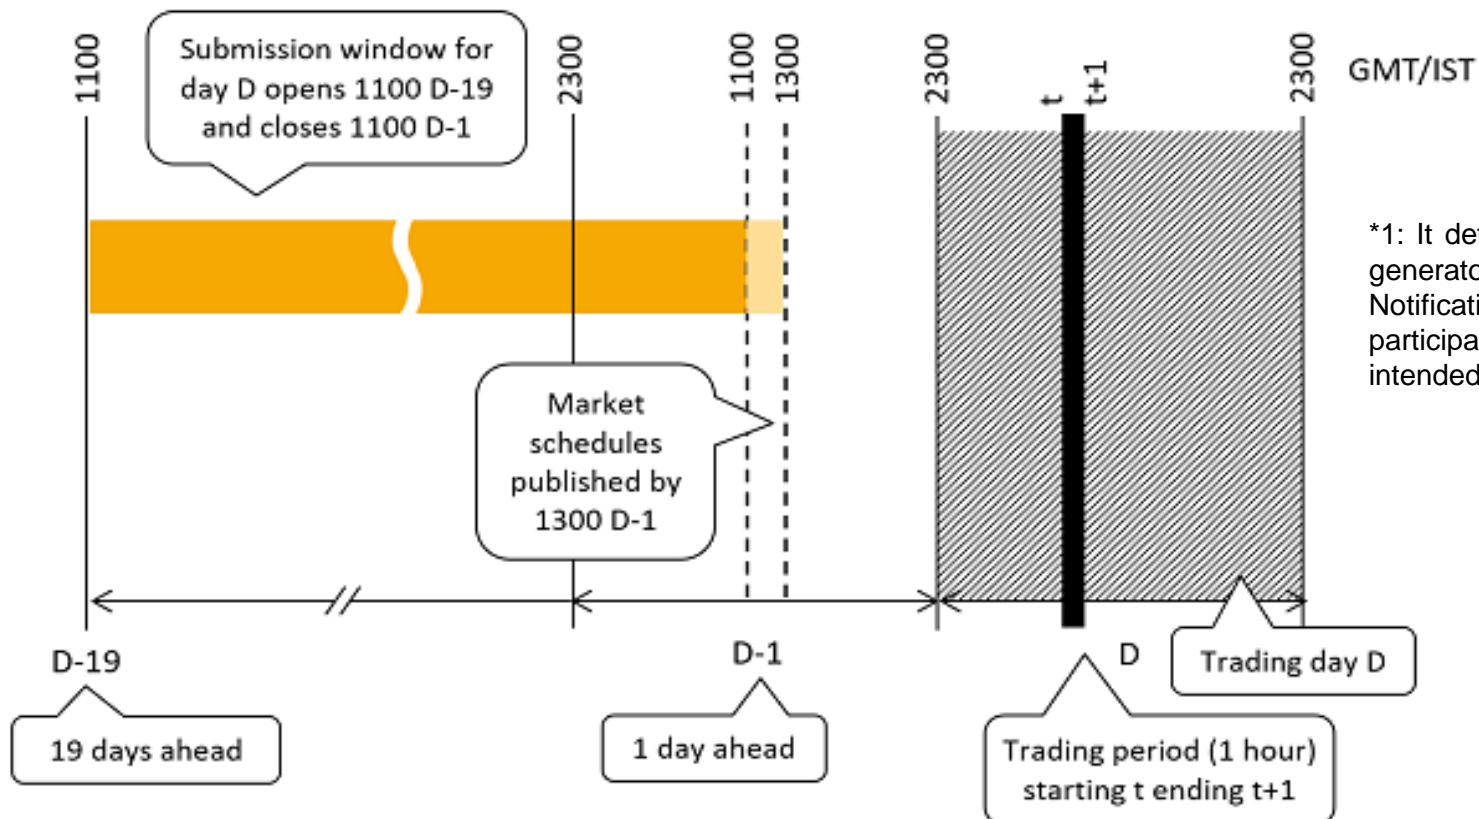 1100
Submission window for
day D opens 1100 D-19
and closes 1100 D-1
2300
1100
1300
2300
t
t+1
2300
GMT/IST
*1: It
generato
Notificati
participa
intended
Market
schedules
published by
1300 D-1
D-19
D-1
D
Trading day D
19 days ahead
1 day ahead
Trading period (1 hour)
starting t ending t+1